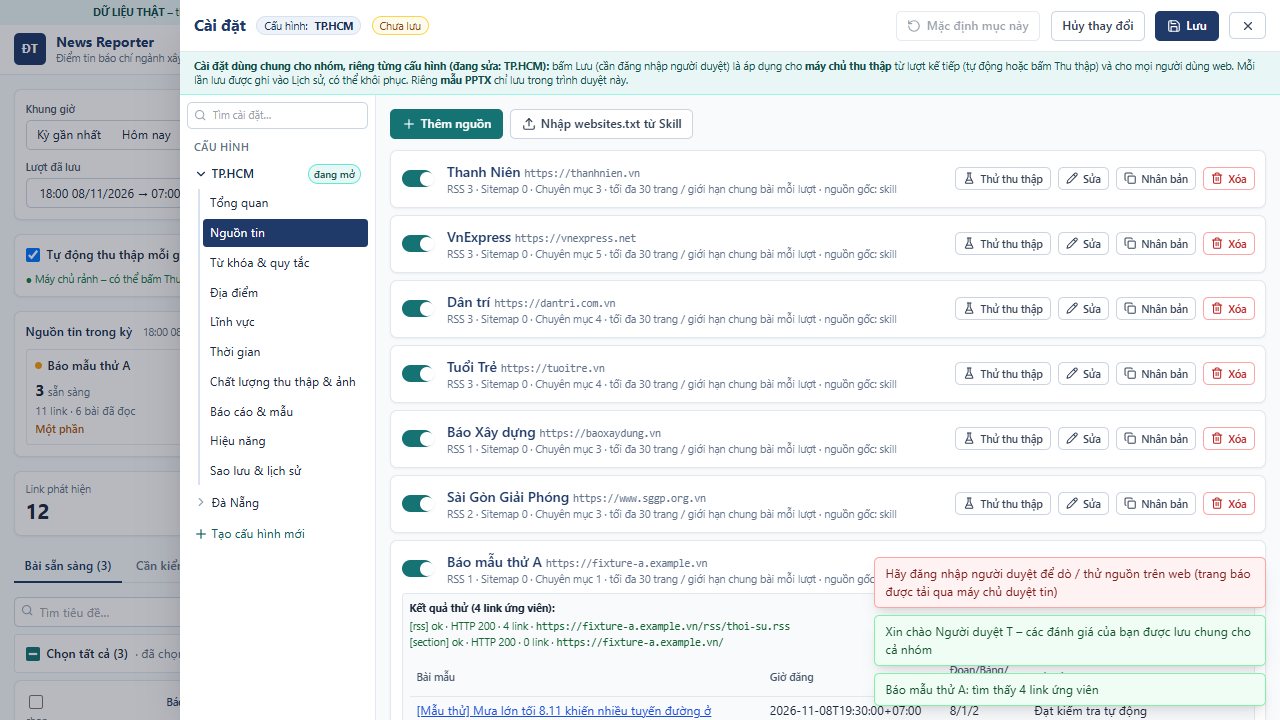 DỮ LIỆU THẬT – t
ĐT
News Reporter
Điểm tin báo chí ngành xây
Khung giờ
Kỳ gần nhất
Hôm nay
Lượt đã lưu
18:00 08/11/2026 → 07:00
Tự động thu thập mỗi g
Máy chủ rảnh – có thể bấm Thu
Nguồn tin trong kỳ
18:00 08
Báo mẫu thử A
3 sẵn sàng
11 link · 6 bài đã đọc
Một phần
Link phát hiện
12
Bài sẵn sàng (3)
Cần kiể
Tìm tiêu đề...
Chọn tất cả (3) · đã chọ
Bá
Cài đặt
Cấu hình: TP.HCM
Chưa lưu
Mặc định mục này
Hủy thay đổi
Lưu
Cài đặt dùng chung cho nhóm, riêng từng cấu hình (đang sửa: TP.HCM): bấm Lưu (cần đăng nhập người duyệt) là áp dụng cho máy chủ thu thập từ lượt kế tiếp (tự động hoặc bấm Thu thập) và cho mọi người dùng web. Mỗi
lần lưu được ghi vào Lịch sử, có thể khôi phục. Riêng mẫu PPTX chỉ lưu trong trình duyệt này.
Tìm cài đặt...
CẤU HÌNH
TP.HCM
đang mở
Tổng quan
Nguồn tin
Từ khóa & quy tắc
Địa điểm
Lĩnh vực
Thời gian
Chất lượng thu thập & ảnh
Báo cáo & mẫu
Hiệu năng
Sao lưu & lịch sử
Đà Nẵng
Tạo cấu hình mới
Thêm nguồn
Nhập websites.txt từ Skill
Thanh Niên https://thanhnien.vn
RSS 3 · Sitemap 0 · Chuyên mục 3 · tối đa 30 trang / giới hạn chung bài mỗi lượt · nguồn gốc: skill
Thử thu thập
Sửa
Nhân bản
Xóa
VnExpress https://vnexpress.net
RSS 3 · Sitemap 0 · Chuyên mục 5 · tối đa 30 trang / giới hạn chung bài mỗi lượt · nguồn gốc: skill
Thử thu thập
Sửa
Nhân bản
Xóa
Dân trí https://dantri.com.vn
RSS 3 · Sitemap 0 · Chuyên mục 4 · tối đa 30 trang / giới hạn chung bài mỗi lượt · nguồn gốc: skill
Thử thu thập
Sửa
Nhân bản
Xóa
Tuổi Trẻ https://tuoitre.vn
RSS 3 · Sitemap 0 · Chuyên mục 4 · tối đa 30 trang / giới hạn chung bài mỗi lượt · nguồn gốc: skill
Thử thu thập
Sửa
Nhân bản
Xóa
Báo Xây dựng https://baoxaydung.vn
RSS 1 · Sitemap 0 · Chuyên mục 3 · tối đa 30 trang / giới hạn chung bài mỗi lượt · nguồn gốc: skill
Thử thu thập
Sửa
Nhân bản
Xóa
Sài Gòn Giải Phóng https://www.sggp.org.vn
RSS 2 · Sitemap 0 · Chuyên mục 3 · tối đa 30 trang / giới hạn chung bài mỗi lượt · nguồn gốc: skill
Thử thu thập
Sửa
Nhân bản
Xóa
Báo mẫu thử A https://fixture-a.example.vn
RSS 1 · Sitemap 0 · Chuyên mục 1 · tối đa 30 trang / giới hạn chung bài mỗi lượt · nguồn gốc:
Kết quả thử (4 link ứng viên):
[rss] ok · HTTP 200 · 4 link · https://fixture-a.example.vn/rss/thoi-su.rss
[section] ok · HTTP 200 · 0 link · https://fixture-a.example.vn/
Bài mẫu
Giờ đăng
Đoạn/Bảng/
[Mẫu thử] Mưa lớn tối 8.11 khiến nhiều tuyến đường ở
2026-11-08T19:30:00+07:00
8/1/2
Đạt kiểm tra tự động
Hãy đăng nhập người duyệt để dò / thử nguồn trên web (trang báo
được tải qua máy chủ duyệt tin)
Xin chào Người duyệt T – các đánh giá của bạn được lưu chung cho
cả nhóm
Báo mẫu thử A: tìm thấy 4 link ứng viên